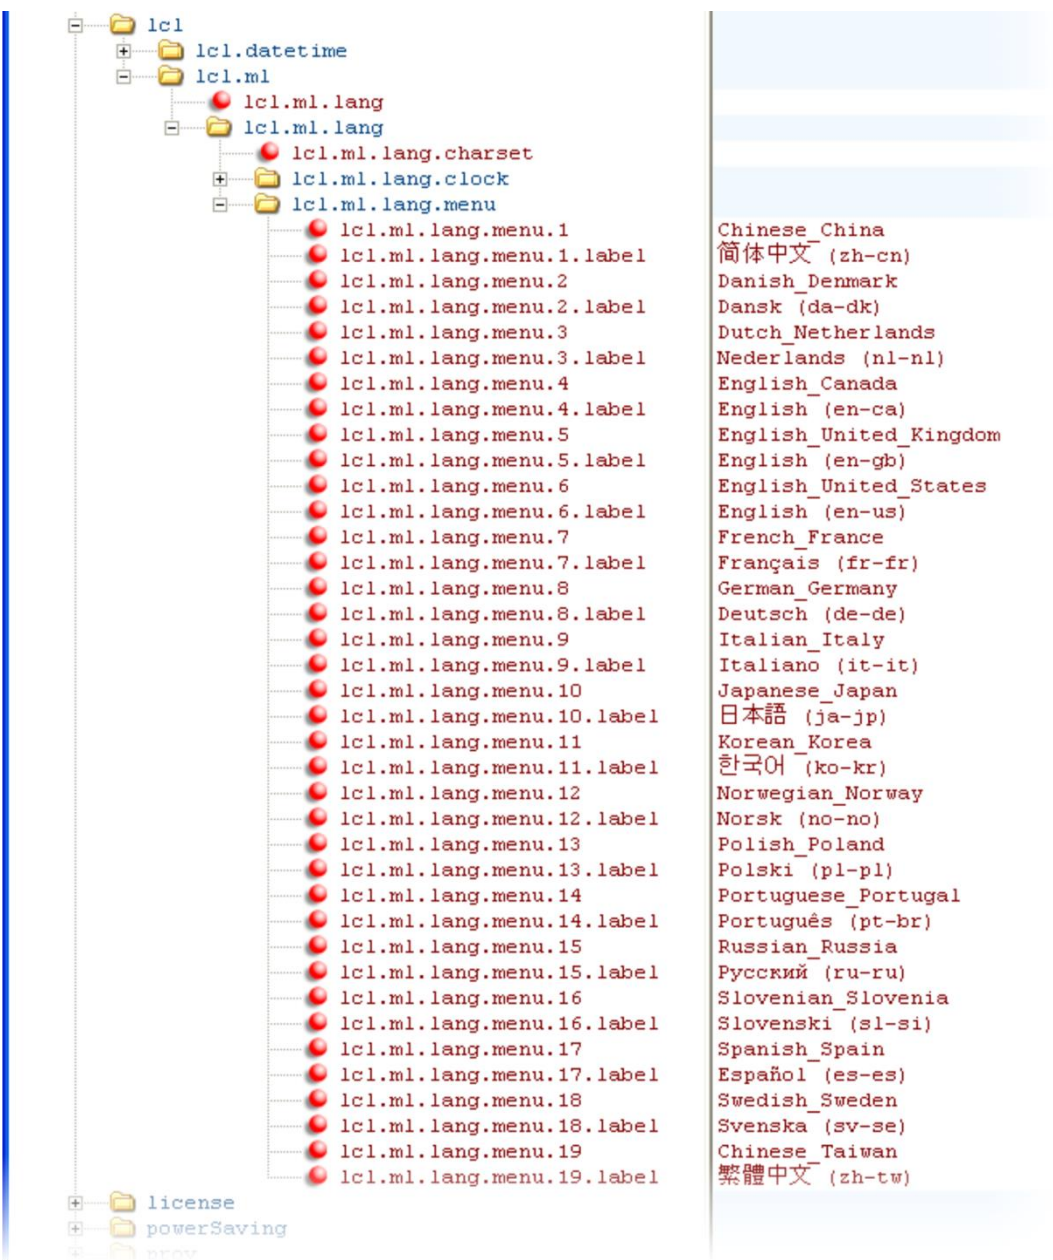 lcl
lcl.datetime
lcl.ml
lcl.ml.lang
lcl.ml.lang
lcl.ml.lang.charset
lcl.ml.lang.clock
lcl.ml.lang.menu
lcl.ml.lang.menu.1 Chinese_China
lcl.ml.lang.menu.1.label 简体中文 (zh-cn)
lcl.ml.lang.menu.2 Danish_Denmark
lcl.ml.lang.menu.2.label Dansk (da-dk)
lcl.ml.lang.menu.3 Dutch_Netherlands
lcl.ml.lang.menu.3.label Nederlands (nl-nl)
lcl.ml.lang.menu.4 English_Canada
lcl.ml.lang.menu.4.label English (en-ca)
lcl.ml.lang.menu.5 English_United_Kingdom
lcl.ml.lang.menu.5.label English (en-gb)
lcl.ml.lang.menu.6 English_United_States
lcl.ml.lang.menu.6.label English (en-us)
lcl.ml.lang.menu.7 French_France
lcl.ml.lang.menu.7.label Français (fr-fr)
lcl.ml.lang.menu.8 German_Germany
lcl.ml.lang.menu.8.label Deutsch (de-de)
lcl.ml.lang.menu.9 Italian_Italy
lcl.ml.lang.menu.9.label Italiano (it-it)
lcl.ml.lang.menu.10 Japanese_Japan
lcl.ml.lang.menu.10.label 日本語 (ja-jp)
lcl.ml.lang.menu.11 Korean_Korea
lcl.ml.lang.menu.11.label 한국어 (ko-kr)
lcl.ml.lang.menu.12 Norwegian_Norway
lcl.ml.lang.menu.12.label Norsk (no-no)
lcl.ml.lang.menu.13 Polish_Poland
lcl.ml.lang.menu.13.label Polski (pl-pl)
lcl.ml.lang.menu.14 Portuguese_Portugal
lcl.ml.lang.menu.14.label Português (pt-br)
lcl.ml.lang.menu.15 Russian_Russia
lcl.ml.lang.menu.15.label Русский (ru-ru)
lcl.ml.lang.menu.16 Slovenian_Slovenia
lcl.ml.lang.menu.16.label Slovenski (sl-si)
lcl.ml.lang.menu.17 Spanish_Spain
lcl.ml.lang.menu.17.label Español (es-es)
lcl.ml.lang.menu.18 Swedish_Sweden
lcl.ml.lang.menu.18.label Svenska (sv-se)
lcl.ml.lang.menu.19 Chinese_Taiwan
lcl.ml.lang.menu.19.label 繁體中文 (zh-tw)
license
powerSaving